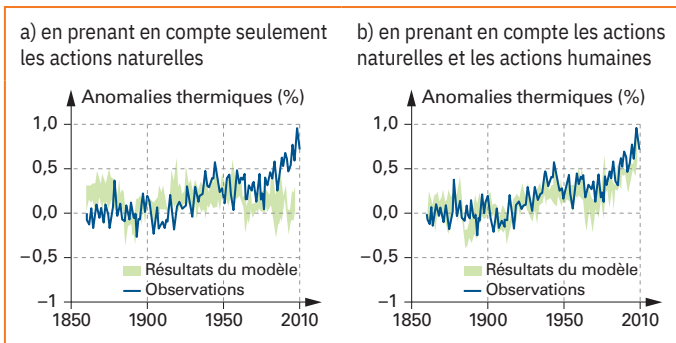 a) en prenant en compte seulement
les actions naturelles
Anomalies thermiques (%)
1,0
0,5
0,0
–0,5
–1
Résultats du modèle
Observations
1850
1900
1950
2010
b) en prenant en compte les actions
naturelles et les actions humaines
Anomalies thermiques (%)
1,0
0,5
0,0
–0,5
–1
Résultats du modèle
Observations
1850
1900
1950
2010